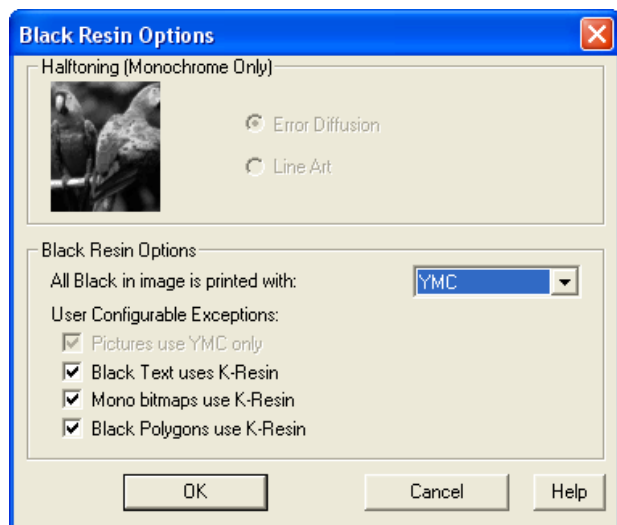 Black Resin Options
Halftoning (Monochrome Only)
Error Diffusion
Line Art
Black Resin Options
All Black in image is printed with: YMC
User Configurable Exceptions:
Pictures use YMC only
Black Text uses K-Resin
Mono bitmaps use K-Resin
Black Polygons use K-Resin
OK Cancel Help